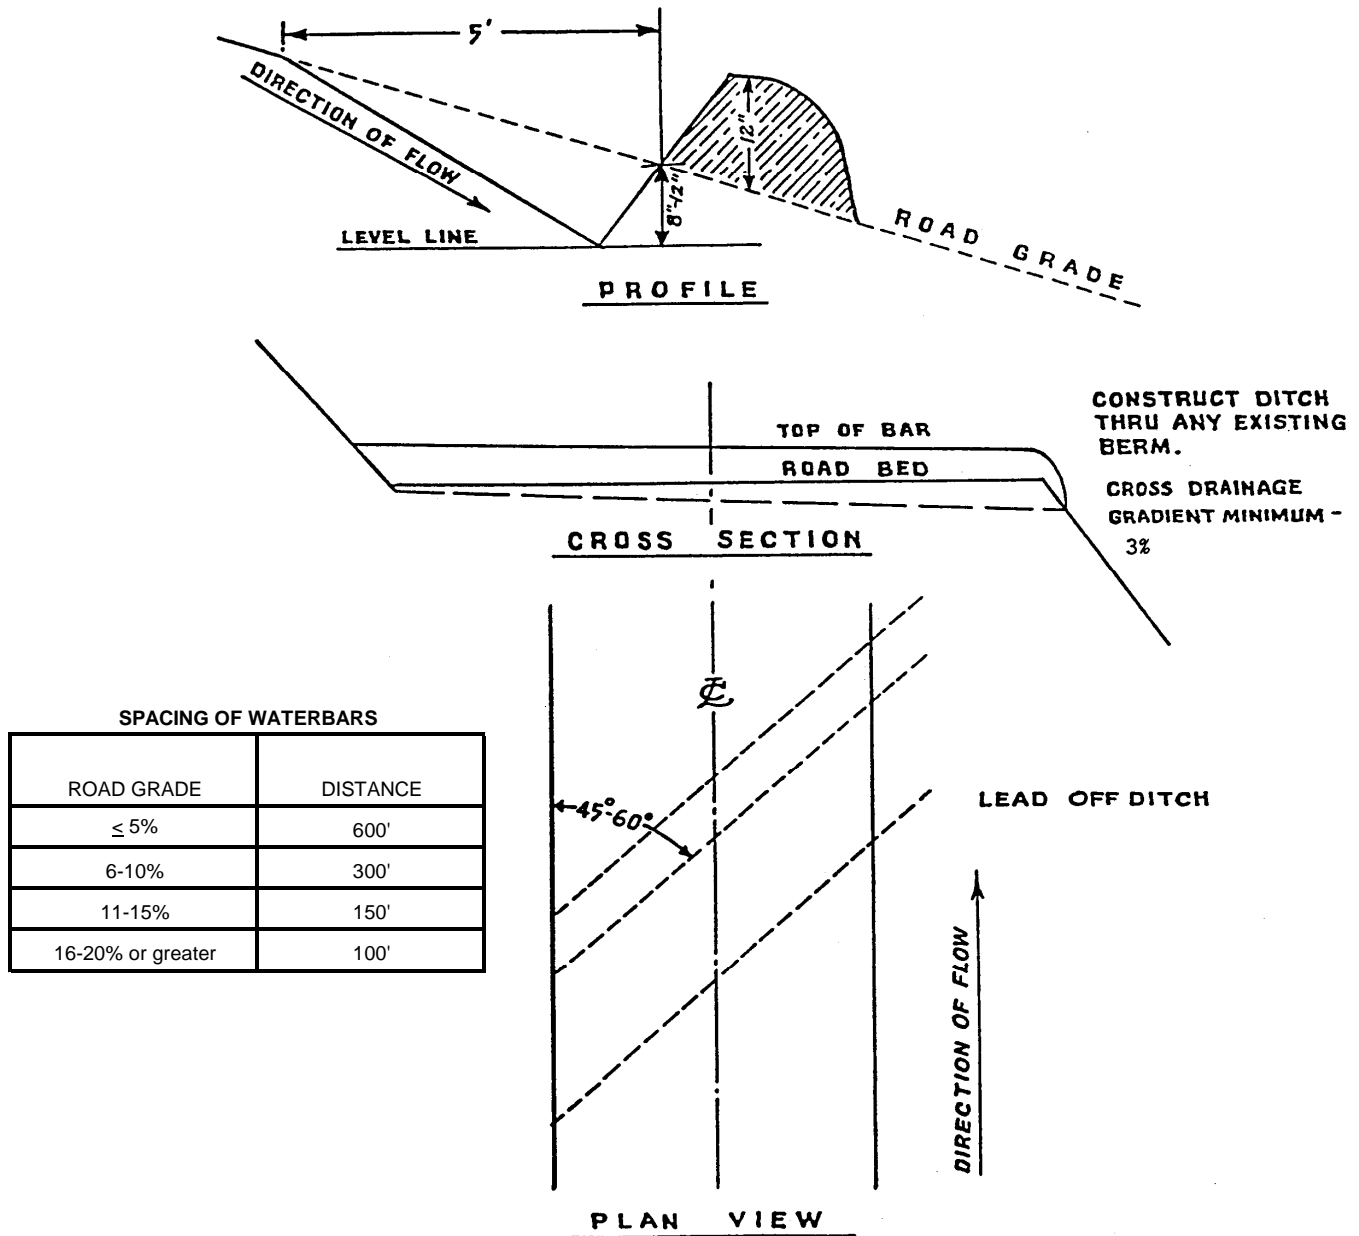 5'
DIRECTION OF FLOW
12"
8"-12"
LEVEL LINE
ROAD GRADE
PROFILE
TOP OF BAR
ROAD BED
CONSTRUCT DITCH
THRU ANY EXISTING
BERM.
CROSS DRAINAGE
GRADIENT MINIMUM -
3%
CROSS SECTION
℄
SPACING OF WATERBARS
ROAD GRADE DISTANCE
≤ 5% 600'
6-10% 300'
11-15% 150'
16-20% or greater 100'
45°-60°
LEAD OFF DITCH
DIRECTION OF FLOW
PLAN VIEW